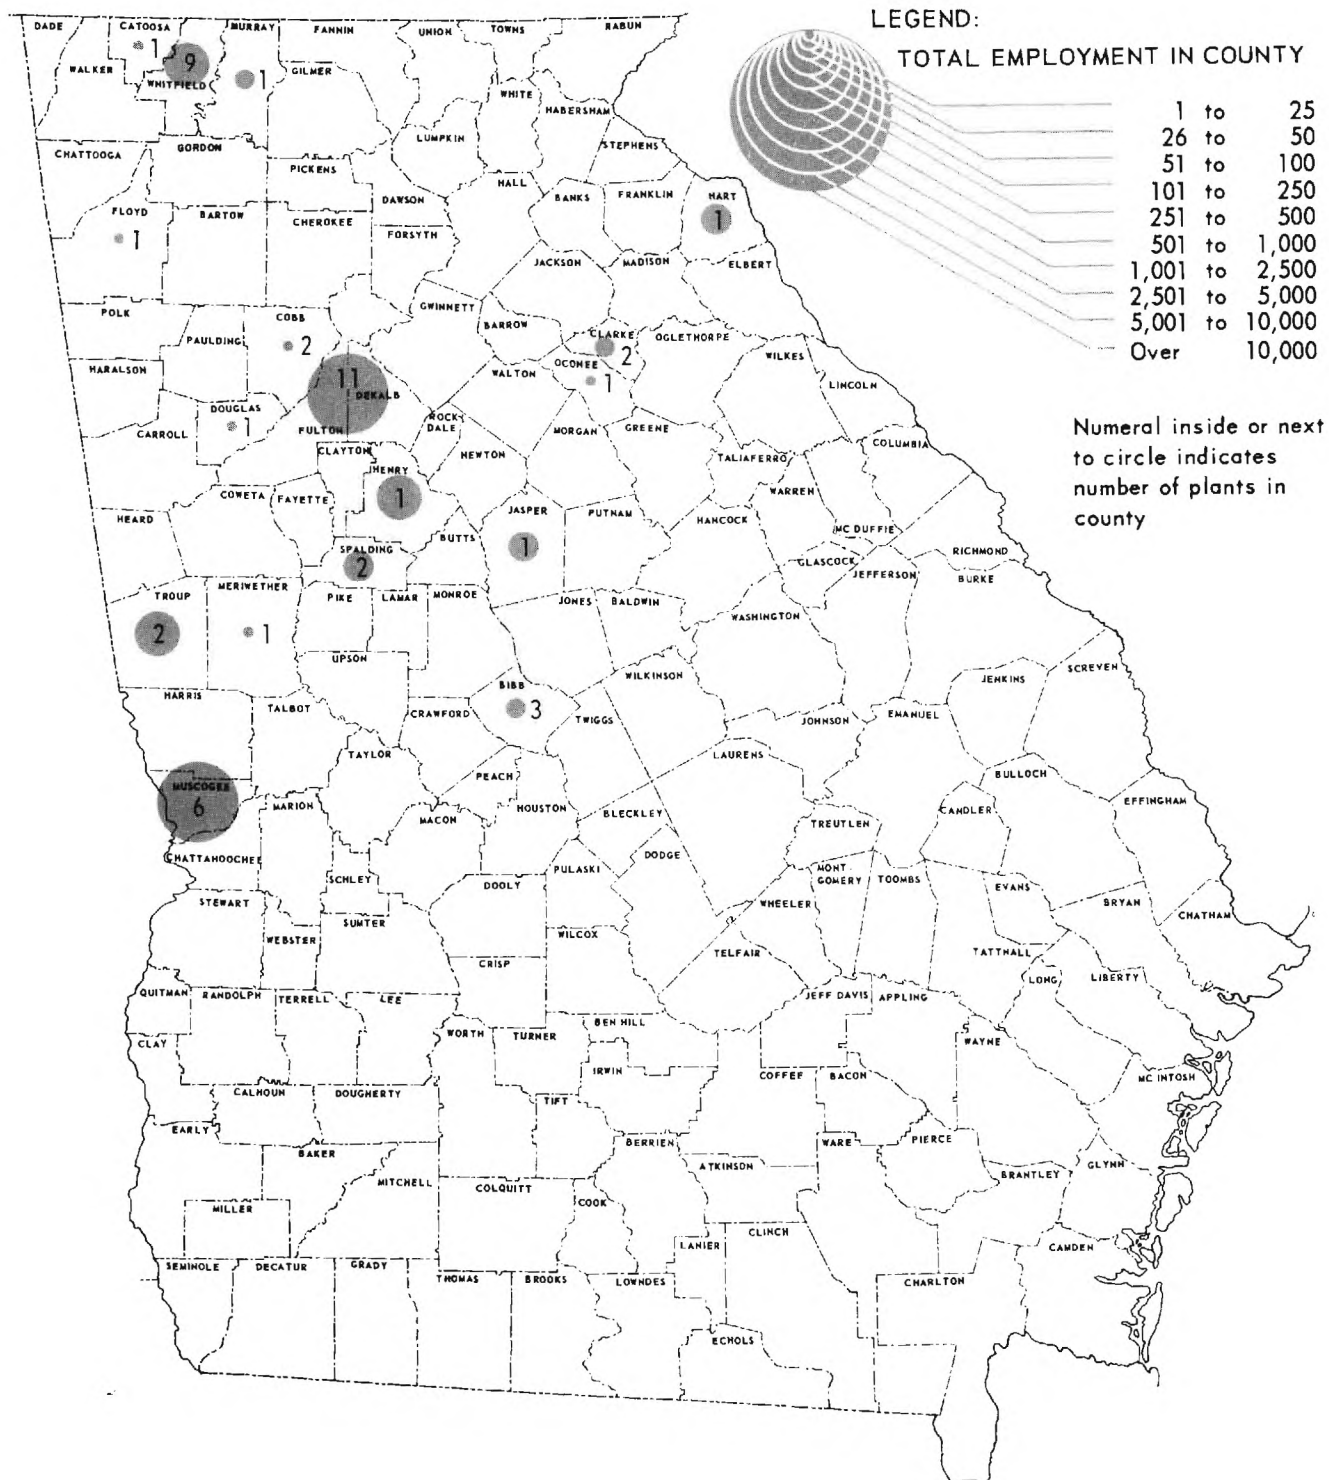 LEGEND:
TOTAL EMPLOYMENT IN COUNTY
1 to 25
26 to 50
51 to 100
101 to 250
251 to 500
501 to 1,000
1,001 to 2,500
2,501 to 5,000
5,001 to 10,000
Over 10,000
Numeral inside or next
to circle indicates
number of plants in
county
DADE
CATOOSA
1
MURRAY
1
FANNIN
UNION
TOWNS
RABUN
WALKER
9
WHITFIELD
GILMER
WHITE
HABERSHAM
LUMPKIN
STEPHENS
CHATTOOGA
GORDON
PICKENS
DAWSON
HALL
BANKS
FRANKLIN
HART
1
FLOYD
1
BARTOW
CHEROKEE
FORSYTH
JACKSON
MADISON
ELBERT
POLK
PAULDING
COBB
2
GWINNETT
BARROW
CLARKE
2
OCONEE
1
OGLETHORPE
WILKES
LINCOLN
HARALSON
11
DEKALB
FULTON
WALTON
CARROLL
DOUGLAS
1
ROCK
DALE
NEWTON
MORGAN
GREENE
TALIAFERRO
COLUMBIA
CLAYTON
HENRY
1
WARREN
MC DUFFIE
HEARD
COWETA
FAYETTE
SPALDING
2
BUTTS
JASPER
1
PUTNAM
HANCOCK
GLASCOCK
JEFFERSON
RICHMOND
BURKE
TROUP
2
MERIWETHER
1
PIKE
LAMAR
MONROE
JONES
BALDWIN
WASHINGTON
UPSON
HARRIS
TALBOT
CRAWFORD
BIBB
3
TWIGGS
WILKINSON
JOHNSON
EMANUEL
JENKINS
SCREVEN
TAYLOR
PEACH
LAURENS
BULLOCH
EFFINGHAM
MUSCOGEE
6
MARION
MACON
HOUSTON
BLECKLEY
TREUTLEN
CANDLER
CHATTAHOOCHEE
SCHLEY
DOOLY
PULASKI
DODGE
MONT.
GOMERY
TOOMBS
EVANS
BRYAN
CHATHAM
STEWART
WEBSTER
SUMTER
WILCOX
WHEELER
TELFAIR
TATTNALL
LONG
LIBERTY
CRISP
QUITMAN
RANDOLPH
TERRELL
LEE
JEFF DAVIS
APPLING
CLAY
WORTH
TURNER
BEN HILL
WAYNE
IRWIN
COFFEE
BACON
MC INTOSH
CALHOUN
DOUGHERTY
TIFT
EARLY
BAKER
BERRIEN
WARE
PIERCE
ATKINSON
BRANTLEY
GLYNN
MITCHELL
COLQUITT
COOK
MILLER
LANIER
CLINCH
CAMDEN
SEMINOLE
DECATUR
GRADY
THOMAS
BROOKS
LOWNDES
CHARLTON
ECHOLS